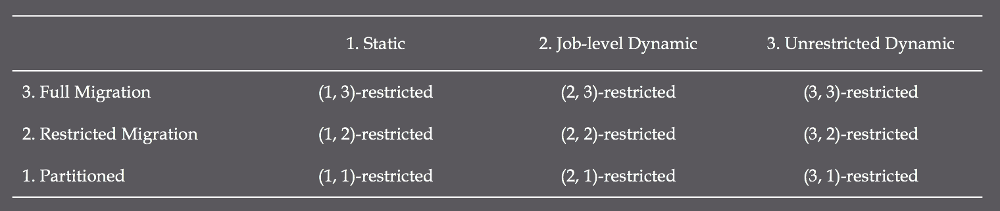 1. Static 2. Job-level Dynamic 3. Unrestricted Dynamic
3. Full Migration (1, 3)-restricted (2, 3)-restricted (3, 3)-restricted
2. Restricted Migration (1, 2)-restricted (2, 2)-restricted (3, 2)-restricted
1. Partitioned (1, 1)-restricted (2, 1)-restricted (3, 1)-restricted